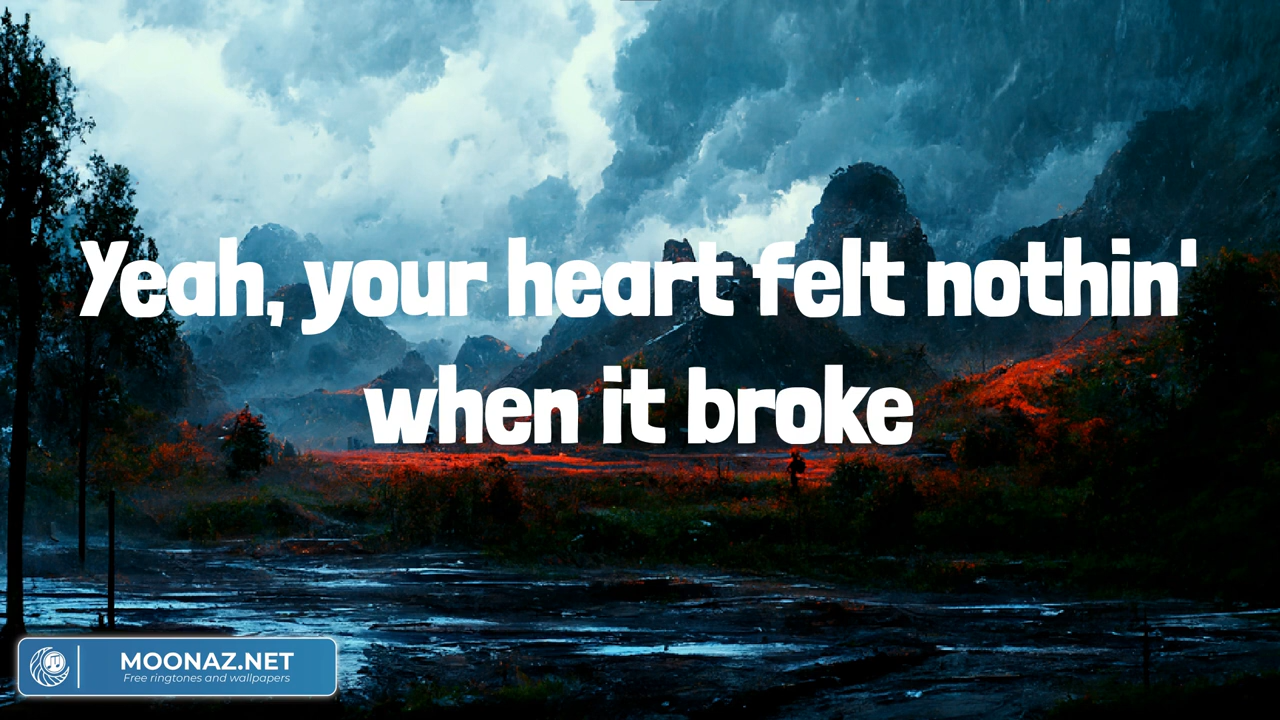 Yeah, your heart felt nothin'
when it broke
MOONAZ.NET
Free ringtones and wallpapers